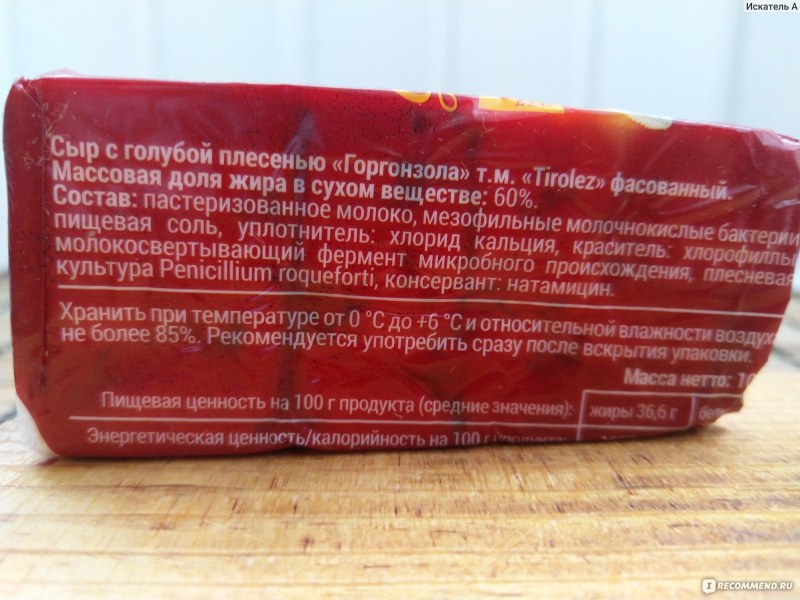 Искатель А
Сыр с голубой плесенью «Горгонзола» т.м. «Tirolez» фасованный.
Массовая доля жира в сухом веществе: 60%.
Состав: пастеризованное молоко, мезофильные молочнокислые бактерии
пищевая соль, уплотнитель: хлорид кальция, краситель: хлорофиллы
молокосвертывающий фермент микробного происхождения, плесневая
культура Penicillium roqueforti, консервант: натамицин.
Хранить при температуре от 0 °C до +6 °C и относительной влажности воздух
не более 85%. Рекомендуется употребить сразу после вскрытия упаковки.
Масса нетто: 10
Пищевая ценность на 100 г продукта (средние значения): жиры 36,6 г
Энергетическая ценность/калорийность на 100 г продукта:
IRECOMMEND.RU